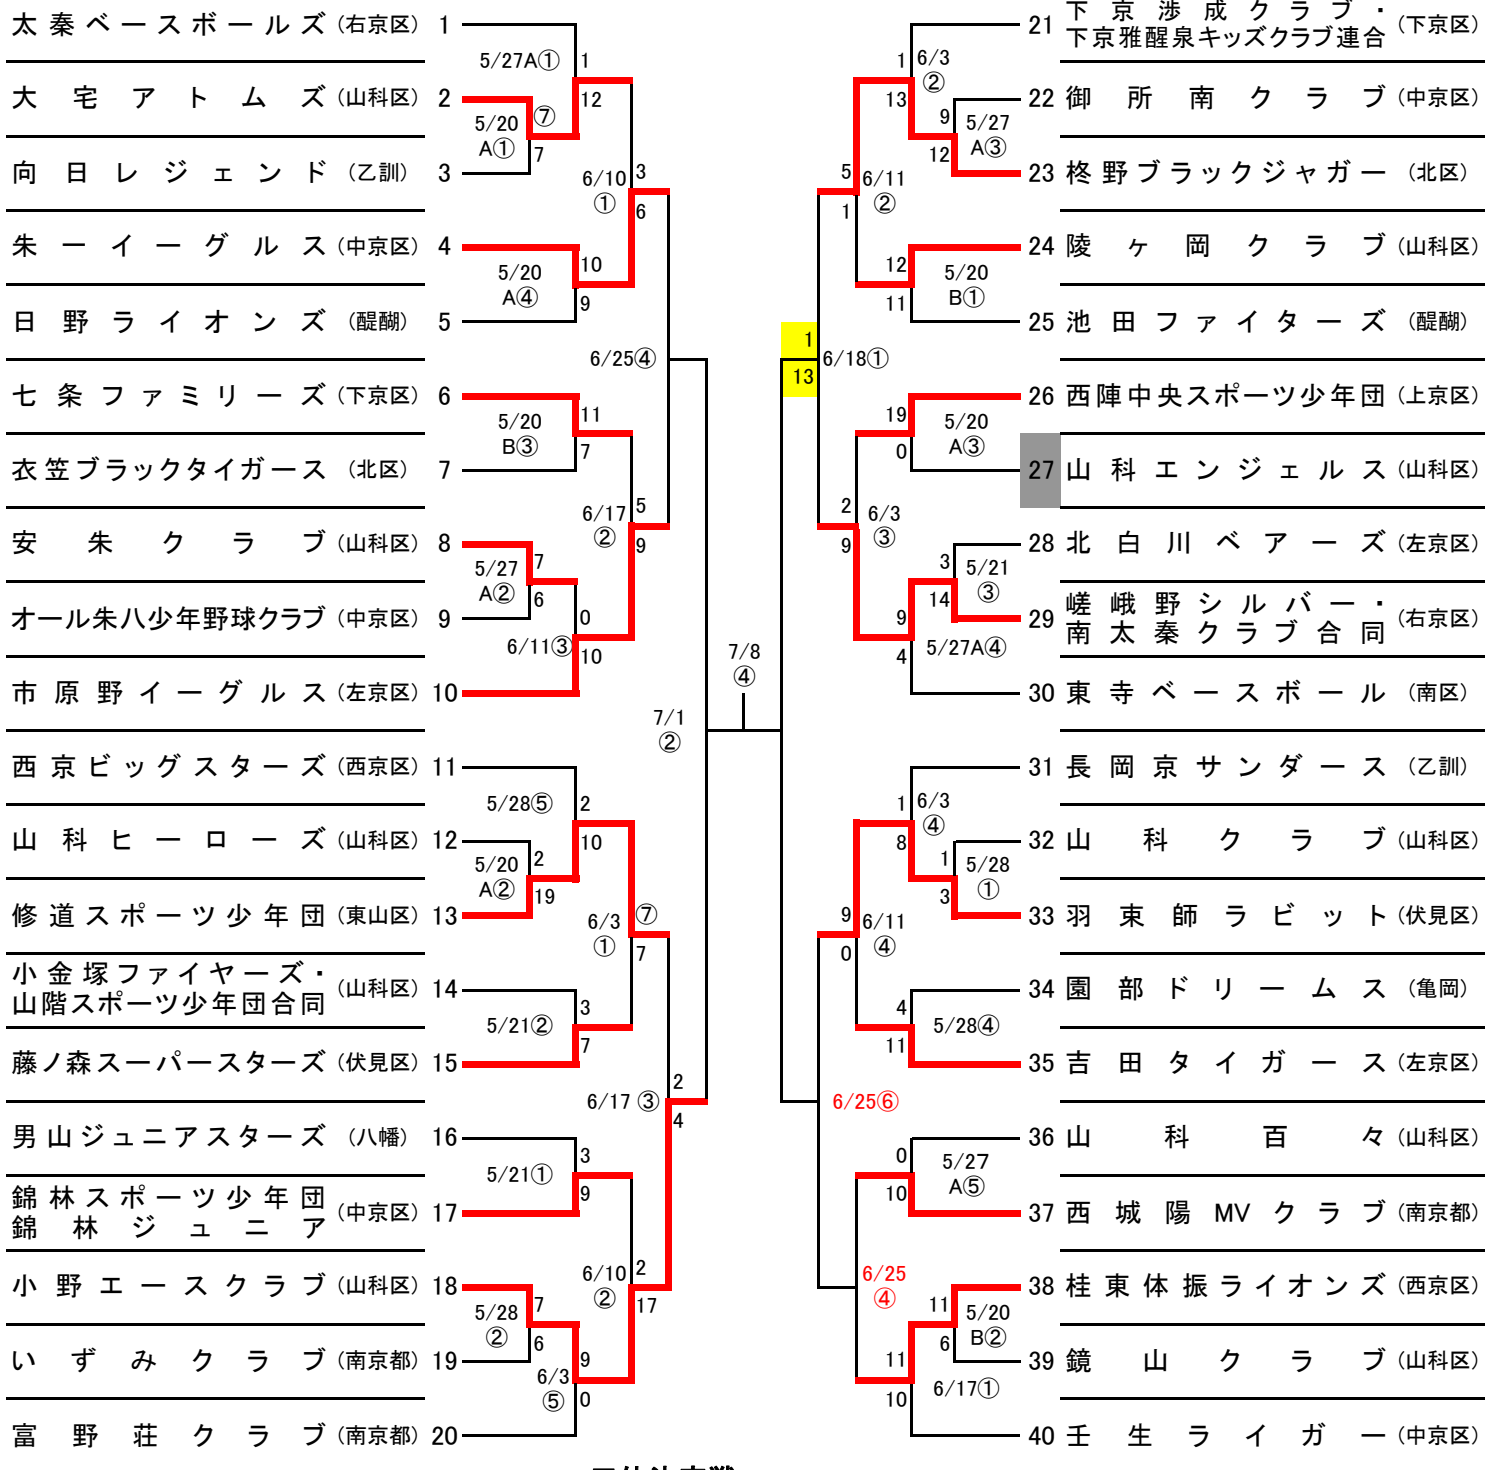 太秦ベースボールズ (右京区) 1
5/27A① 1
大宅アトムズ (山科区) 2
12
5/20 ⑦
A① 7
向日レジェンド (乙訓) 3
6/10 3
① 6
朱一イーグルス (中京区) 4
10
5/20
A④ 9
日野ライオンズ (醍醐) 5
6/25④
七条ファミリーズ (下京区) 6
11
5/20
B③ 7
衣笠ブラックタイガース (北区) 7
6/17 5
② 9
安朱クラブ (山科区) 8
7
5/27
A② 6
オール朱八少年野球クラブ (中京区) 9
0
6/11③ 10
市原野イーグルス (左京区) 10
7/1
②
7/8
④
西京ビッグスターズ (西京区) 11
5/28⑤ 2
山科ヒーローズ (山科区) 12
10
5/20 2
A② 19
修道スポーツ少年団 (東山区) 13
6/3 ⑦
① 7
小金塚ファイヤーズ・
山階スポーツ少年団合同 (山科区) 14
3
5/21② 7
藤ノ森スーパースターズ (伏見区) 15
6/17 ③ 2
4
男山ジュニアスターズ (八幡) 16
3
5/21① 9
錦林スポーツ少年団
錦林ジュニア (中京区) 17
6/10 2
② 17
小野エースクラブ (山科区) 18
7
5/28
② 6
いずみクラブ (南京都) 19
9
6/3
⑤ 0
富野荘クラブ (南京都) 20
21 下京渉成クラブ・
下京雅醒泉キッズクラブ連合 (下京区)
1 6/3
13 ②
22 御所南クラブ (中京区)
9 5/27
12 A③
23 柊野ブラックジャガー (北区)
5 6/11
1 ②
24 陵ヶ岡クラブ (山科区)
12 5/20
11 B①
25 池田ファイターズ (醍醐)
1 6/18①
13
26 西陣中央スポーツ少年団 (上京区)
19 5/20
0 A③
27 山科エンジェルス (山科区)
2 6/3
9 ③
28 北白川ベアーズ (左京区)
3 5/21
14 ③
29 嵯峨野シルバー・
南太秦クラブ合同 (右京区)
9
4 5/27A④
30 東寺ベースボール (南区)
31 長岡京サンダース (乙訓)
1 6/3
8 ④
32 山科クラブ (山科区)
1 5/28
3 ①
33 羽束師ラビット (伏見区)
9 6/11
0 ④
34 園部ドリームス (亀岡)
4 5/28④
11
35 吉田タイガース (左京区)
6/25⑥
36 山科百々 (山科区)
0 5/27
10 A⑤
37 西城陽MVクラブ (南京都)
6/25
④
38 桂東体振ライオンズ (西京区)
11 5/20
6 B②
39 鏡山クラブ (山科区)
11
10 6/17①
40 壬生ライガー (中京区)